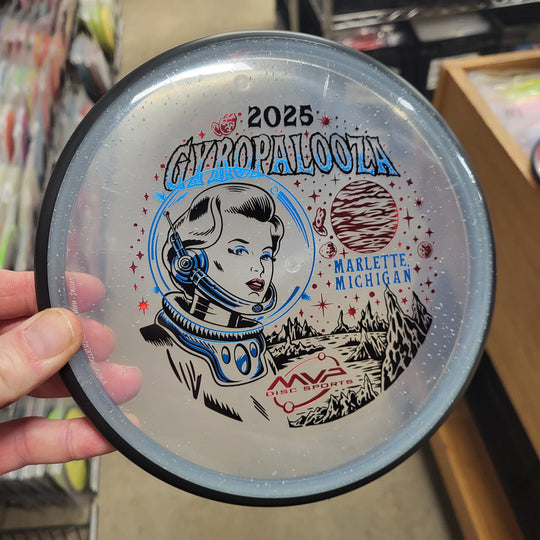 2025
GYROPALOOZA
MARLETTE,
MICHIGAN
MVP
DISC SPORTS